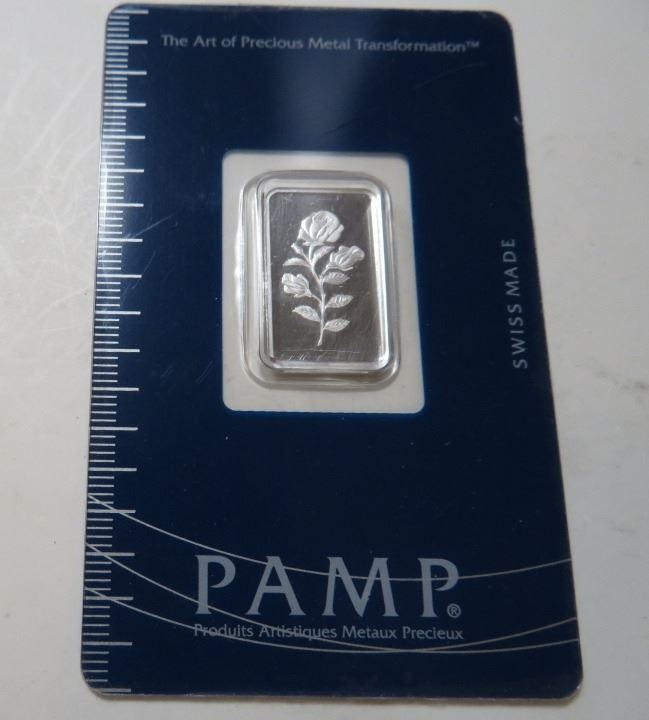 The Art of Precious Metal Transformation™
SWISS MADE
PAMP®
Produits Artistiques Metaux Precieux